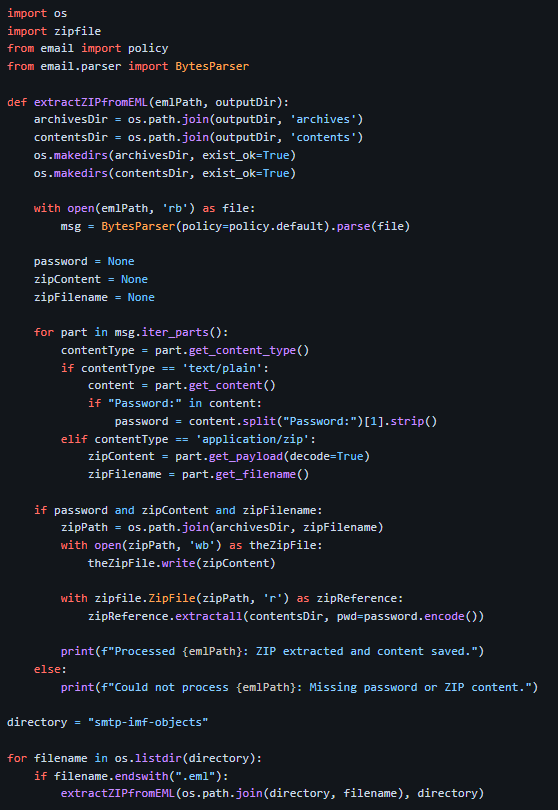 import os
import zipfile
from email import policy
from email.parser import BytesParser

def extractZIPfromEML(emlPath, outputDir):
    archivesDir = os.path.join(outputDir, 'archives')
    contentsDir = os.path.join(outputDir, 'contents')
    os.makedirs(archivesDir, exist_ok=True)
    os.makedirs(contentsDir, exist_ok=True)

    with open(emlPath, 'rb') as file:
        msg = BytesParser(policy=policy.default).parse(file)

    password = None
    zipContent = None
    zipFilename = None

    for part in msg.iter_parts():
        contentType = part.get_content_type()
        if contentType == 'text/plain':
            content = part.get_content()
            if "Password:" in content:
                password = content.split("Password:")[1].strip()
        elif contentType == 'application/zip':
            zipContent = part.get_payload(decode=True)
            zipFilename = part.get_filename()

    if password and zipContent and zipFilename:
        zipPath = os.path.join(archivesDir, zipFilename)
        with open(zipPath, 'wb') as theZipFile:
            theZipFile.write(zipContent)

        with zipfile.ZipFile(zipPath, 'r') as zipReference:
            zipReference.extractall(contentsDir, pwd=password.encode())

        print(f"Processed {emlPath}: ZIP extracted and content saved.")
    else:
        print(f"Could not process {emlPath}: Missing password or ZIP content.")

directory = "smtp-imf-objects"

for filename in os.listdir(directory):
    if filename.endswith(".eml"):
        extractZIPfromEML(os.path.join(directory, filename), directory)